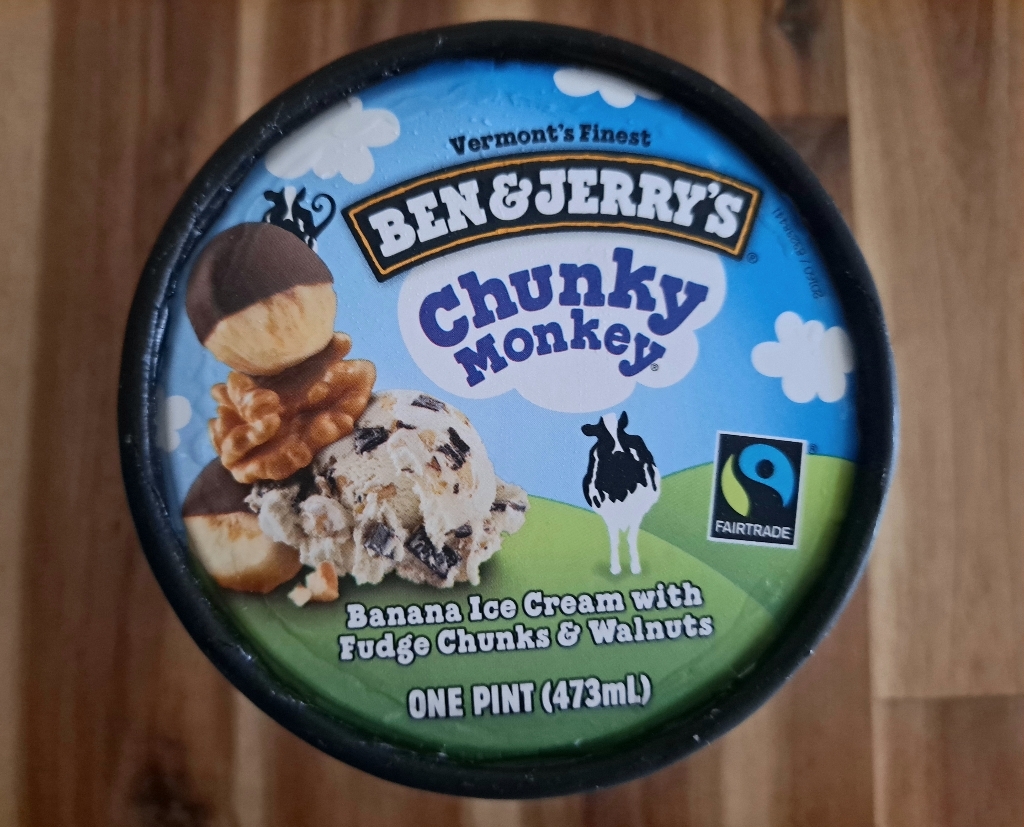 Vermont's Finest
BEN & JERRY'S®
Chunky
Monkey®
FAIRTRADE
Banana Ice Cream with
Fudge Chunks & Walnuts
ONE PINT (473mL)